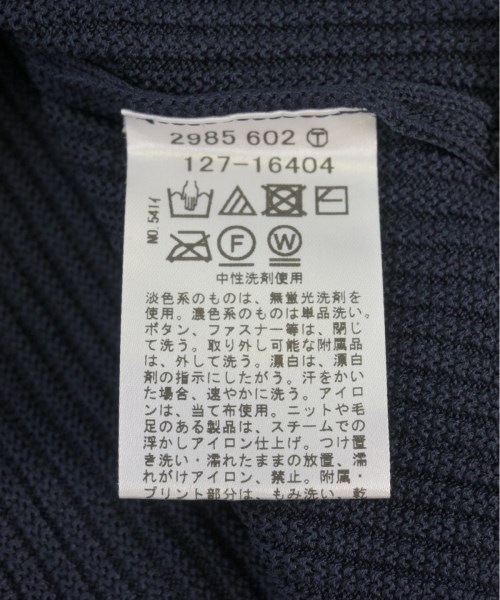 2985 602 Ⓣ
127-16404
NO.541イ
F W
中性洗剤使用
淡色系のものは、無蛍光洗剤を
使用。濃色系のものは単品洗い。
ボタン、ファスナー等は、閉じ
て洗う。取り外し可能な附属品
は、外して洗う。漂白は、漂白
剤の指示にしたがう。汗をかい
た場合、速やかに洗う。アイロ
ンは、当て布使用。ニットや毛
足のある製品は、スチームでの
浮かしアイロン仕上げ。つけ置
き洗い・濡れたままの放置、濡
れがけアイロン、禁止。附属・
プリント部分は、もみ洗い、乾